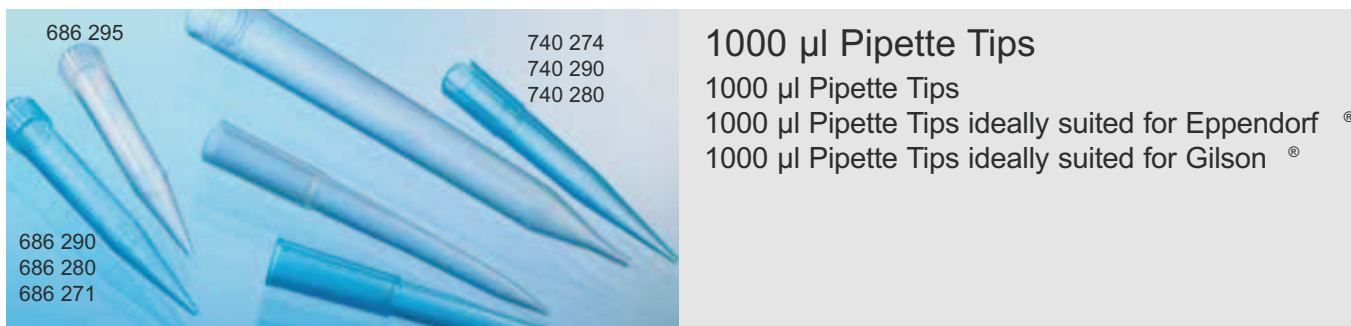 686 295
740 274
740 290
740 280
686 290
686 280
686 271
1000 µl Pipette Tips
1000 µl Pipette Tips
1000 µl Pipette Tips ideally suited for Eppendorf ®
1000 µl Pipette Tips ideally suited for Gilson ®